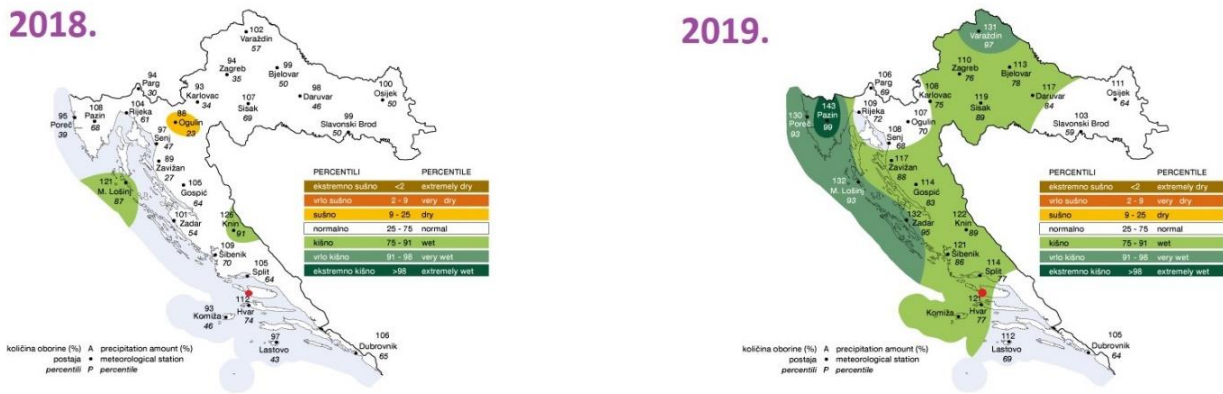 2018.
102
Varaždin
57
94
Zagreb
35
99
Bjelovar
50
94
Parg
30
93
Karlovac
34
98
Daruvar
46
100
Osijek
50
107
Sisak
69
104
Rijeka
61
108
Pazin
68
95
Poreč
39
Ogulin
23
99
Slavonski Brod
50
97
Senj
47
89
Zavižan
27
105
Gospić
64
121
M. Lošinj
87
101
Zadar
54
126
Knin
91
109
Šibenik
70
105
Split
64
112
Hvar
74
93
Komiža
46
97
Lastovo
43
106
Dubrovnik
65
PERCENTILI PERCENTILE
ekstremno sušno <2 extremely dry
vrlo sušno 2 - 9 very dry
sušno 9 - 25 dry
normalno 25 - 75 normal
kišno 75 - 91 wet
vrlo kišno 91 - 98 very wet
ekstremno kišno >98 extremely wet
količina oborine (%) A precipitation amount (%)
postaja • meteorological station
percentili P percentile
2019.
131
Varaždin
97
110
Zagreb
76
113
Bjelovar
78
106
Parg
69
108
Karlovac
75
117
Daruvar
84
111
Osijek
64
119
Sisak
89
109
Rijeka
72
143
Pazin
99
130
Poreč
93
107
Ogulin
70
103
Slavonski Brod
59
108
Senj
68
117
Zavižan
88
114
Gospić
83
132
M. Lošinj
93
132
Zadar
95
122
Knin
89
121
Šibenik
86
114
Split
77
Hvar
77
Komiža
112
Lastovo
69
Dubrovnik
64
PERCENTILI PERCENTILE
ekstremno sušno <2 extremely dry
vrlo sušno 2 - 9 very dry
sušno 9 - 25 dry
normalno 25 - 75 normal
kišno 75 - 91 wet
vrlo kišno 91 - 98 very wet
ekstremno kišno >98 extremely wet
količina oborine (%) A precipitation amount (%)
postaja • meteorological station
percentili P percentile